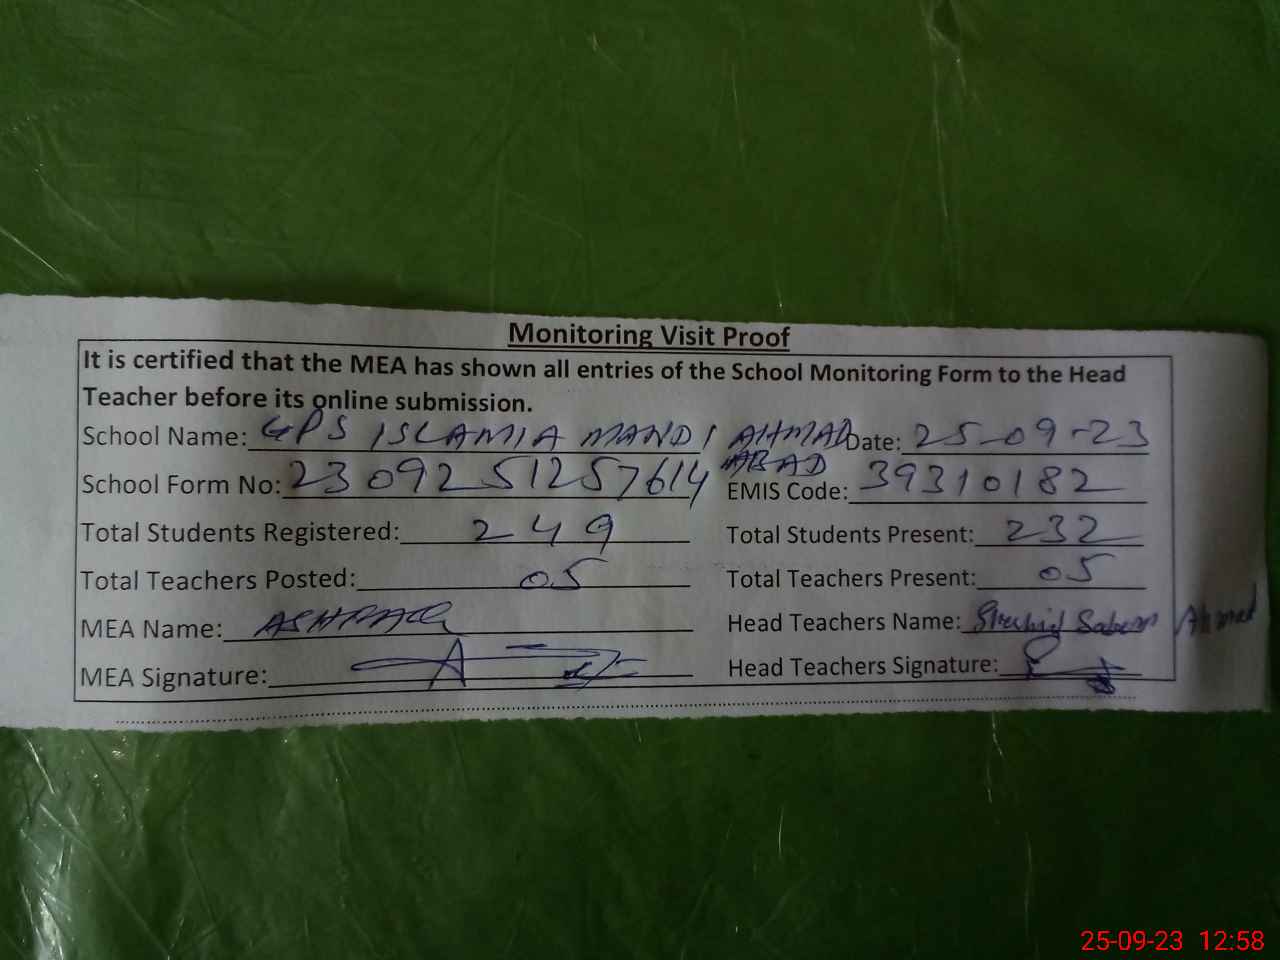 Monitoring Visit Proof
It is certified that the MEA has shown all entries of the School Monitoring Form to the Head
Teacher before its online submission.
School Name: GPS ISLAMIA MANDI AHMAD ABAD Date: 25-09-23
School Form No: 2309251257614 EMIS Code: 39310182
Total Students Registered: 249 Total Students Present: 232
Total Teachers Posted: 05 Total Teachers Present: 05
MEA Name: Head Teachers Name: Ahmad
MEA Signature: Head Teachers Signature:
25-09-23 12:58